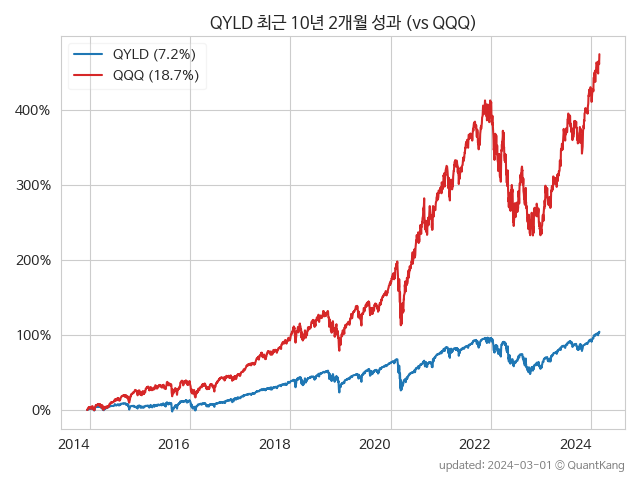 QYLD 최근 10년 2개월 성과 (vs QQQ)
QYLD (7.2%)
QQQ (18.7%)
400%
300%
200%
100%
0%
2014 2016 2018 2020 2022 2024
updated: 2024-03-01 © QuantKang